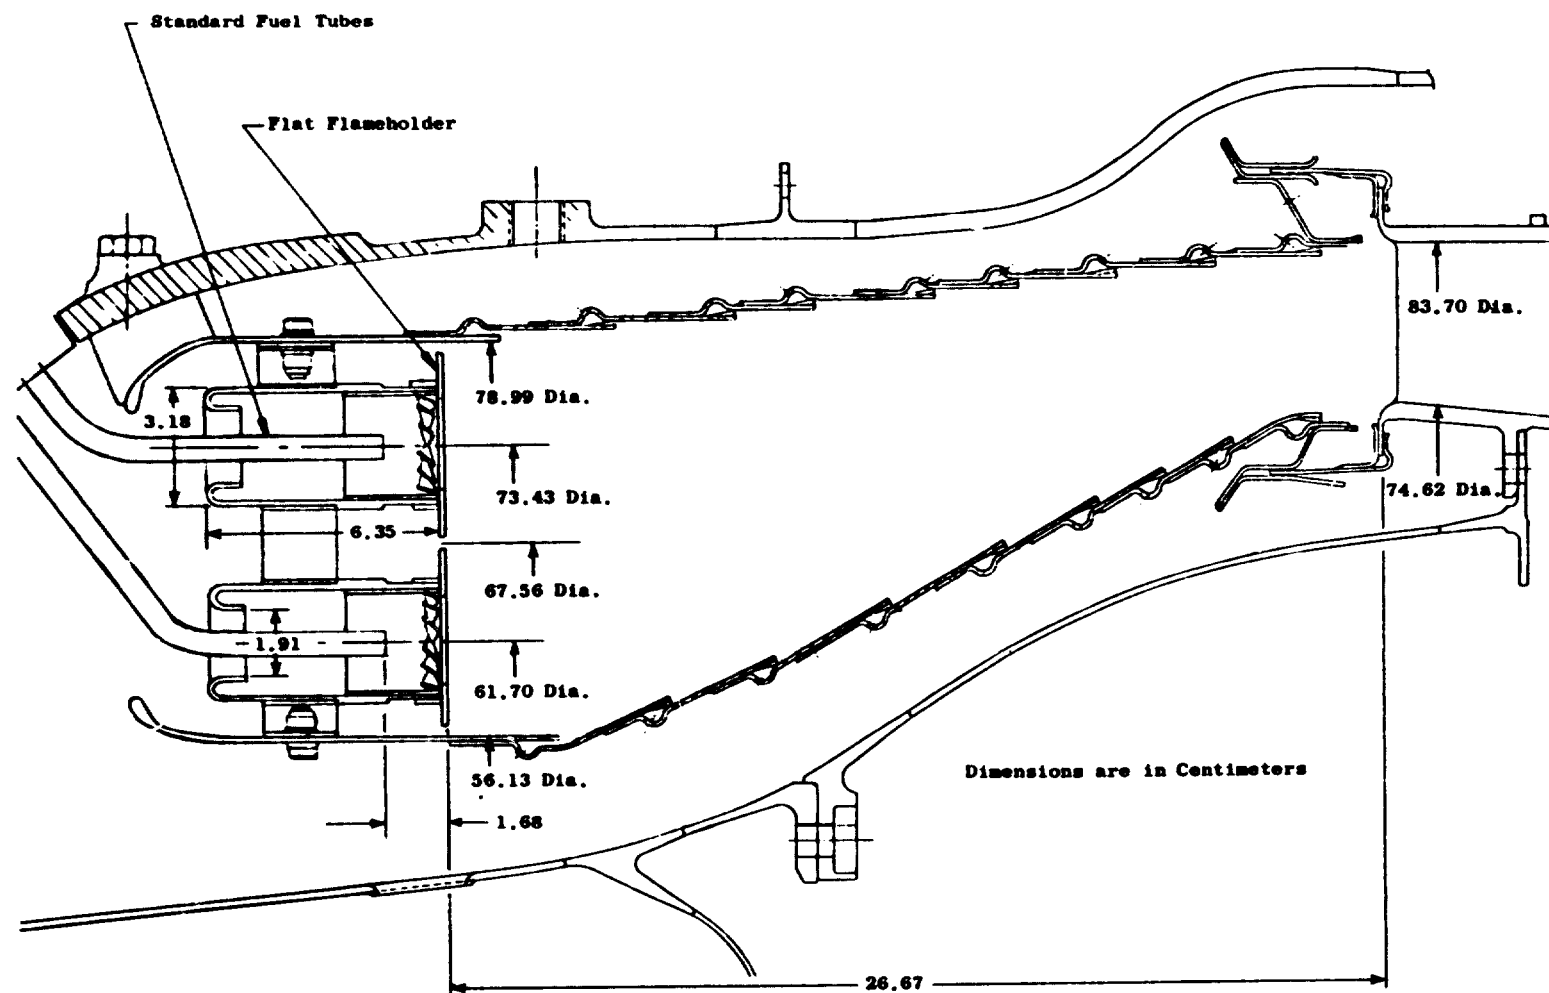 Standard Fuel Tubes
Flat Flameholder
83.70 Dia.
78.99 Dia.
3.18
73.43 Dia.
74.62 Dia.
6.35
67.56 Dia.
1.91
61.70 Dia.
56.13 Dia.
Dimensions are in Centimeters
1.68
26.67